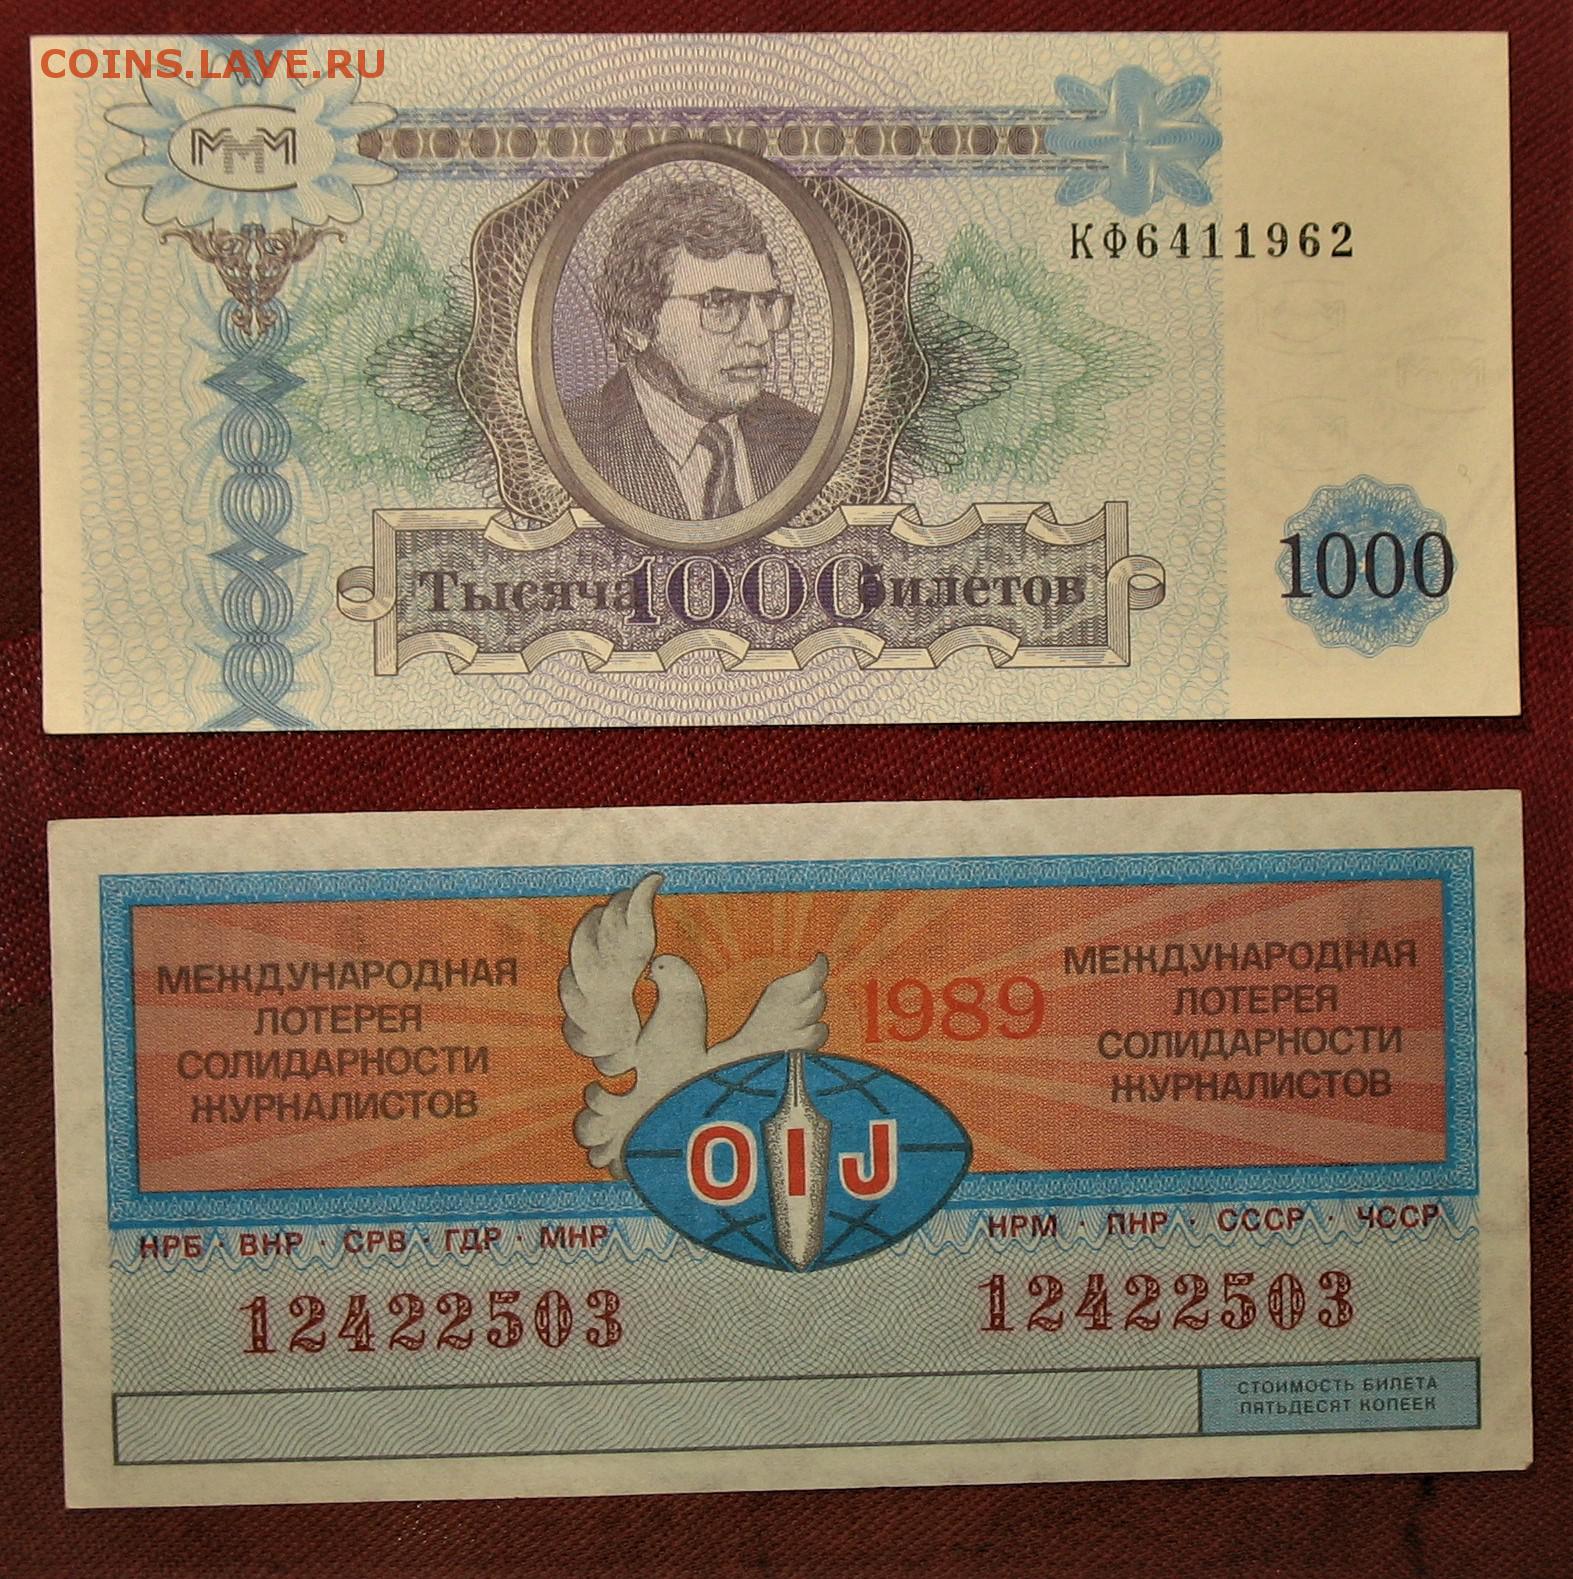 COINS.LAVE.RU
МММ
КФ6411962
Тысяча 1000 билетов
1000
МЕЖДУНАРОДНАЯ
ЛОТЕРЕЯ
СОЛИДАРНОСТИ
ЖУРНАЛИСТОВ
1989
МЕЖДУНАРОДНАЯ
ЛОТЕРЕЯ
СОЛИДАРНОСТИ
ЖУРНАЛИСТОВ
OIJ
НРБ · ВНР · СРВ · ГДР · МНР
НРМ · ПНР · СССР · ЧССР
12422503
12422503
СТОИМОСТЬ БИЛЕТА
ПЯТЬДЕСЯТ КОПЕЕК